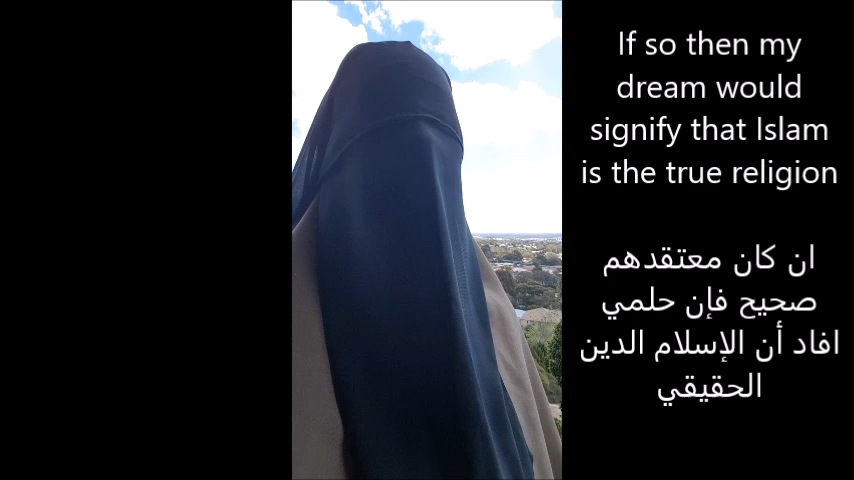 If so then my
dream would
signify that Islam
is the true religion
ان كان معتقدهم
صحيح فإن حلمي
افاد أن الإسلام الدين
الحقيقي